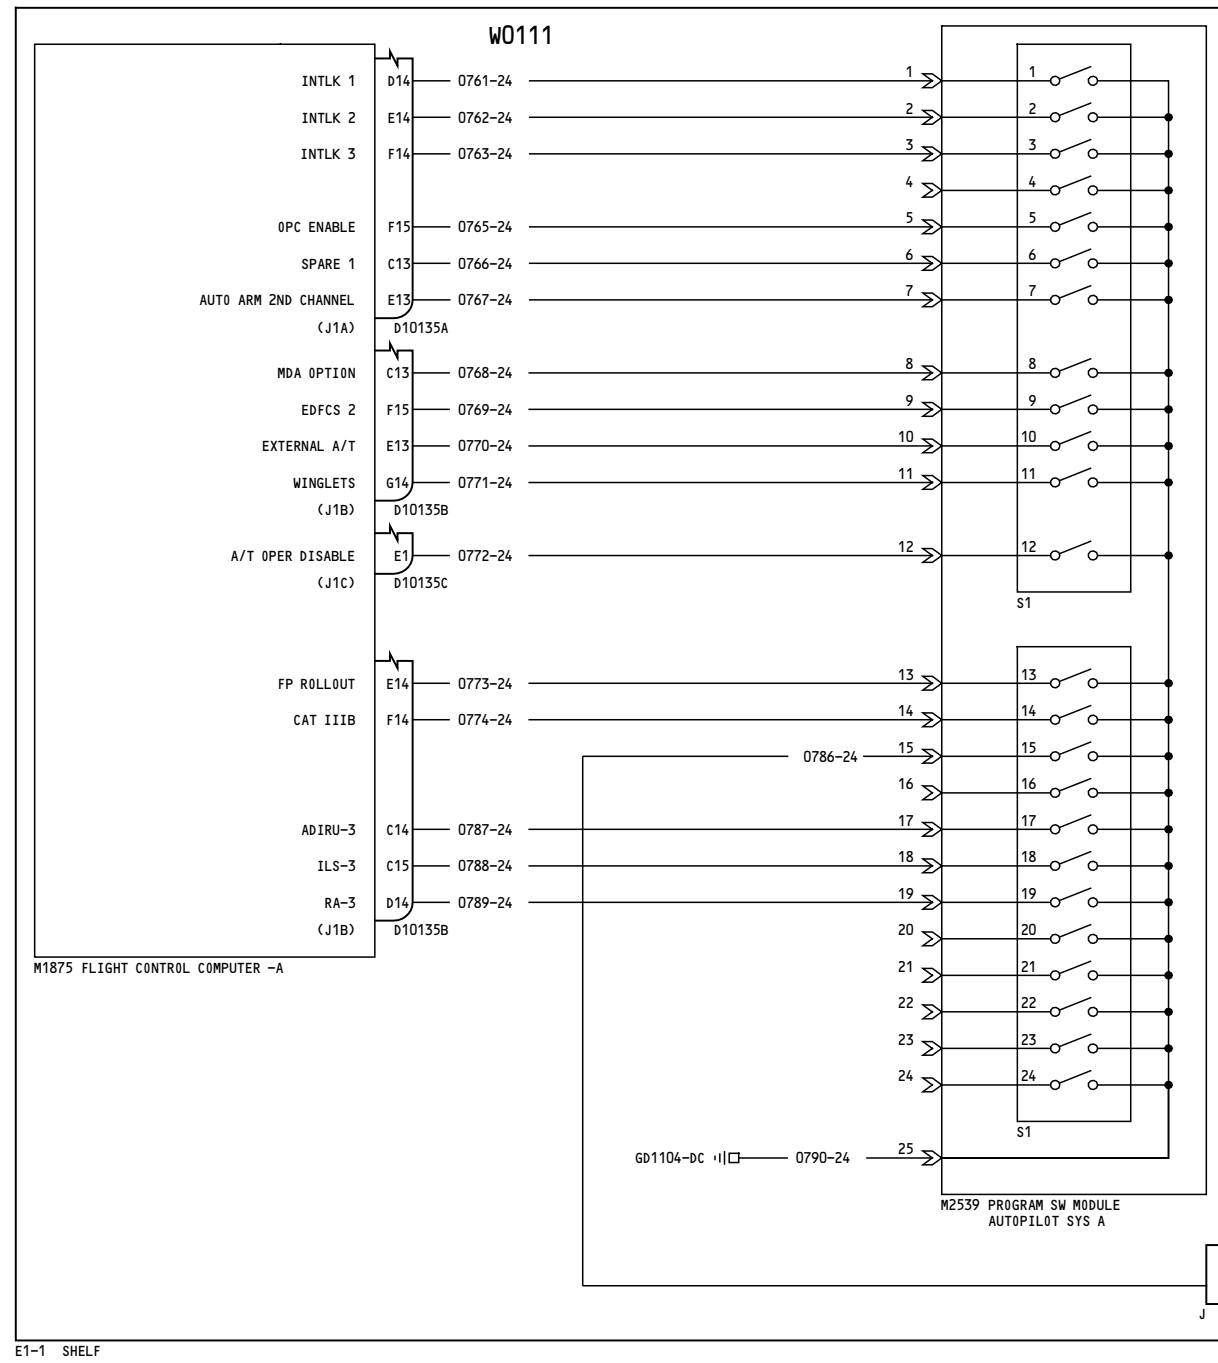 W0111
INTLK 1 D14 0761-24 1 1
INTLK 2 E14 0762-24 2 2
INTLK 3 F14 0763-24 3 3
4 4
OPC ENABLE F15 0765-24 5 5
SPARE 1 C13 0766-24 6 6
AUTO ARM 2ND CHANNEL E13 0767-24 7 7
(J1A) D10135A
MDA OPTION C13 0768-24 8 8
EDFCS 2 F15 0769-24 9 9
EXTERNAL A/T E13 0770-24 10 10
WINGLETS G14 0771-24 11 11
(J1B) D10135B
A/T OPER DISABLE E1 0772-24 12 12
(J1C) D10135C
S1
FP ROLLOUT E14 0773-24 13 13
CAT IIIB F14 0774-24 14 14
0786-24 15 15
16 16
ADIRU-3 C14 0787-24 17 17
ILS-3 C15 0788-24 18 18
RA-3 D14 0789-24 19 19
(J1B) D10135B
20 20
M1875 FLIGHT CONTROL COMPUTER -A
21 21
22 22
23 23
24 24
S1
GD1104-DC 0790-24 25
M2539 PROGRAM SW MODULE
AUTOPILOT SYS A
J
E1-1 SHELF